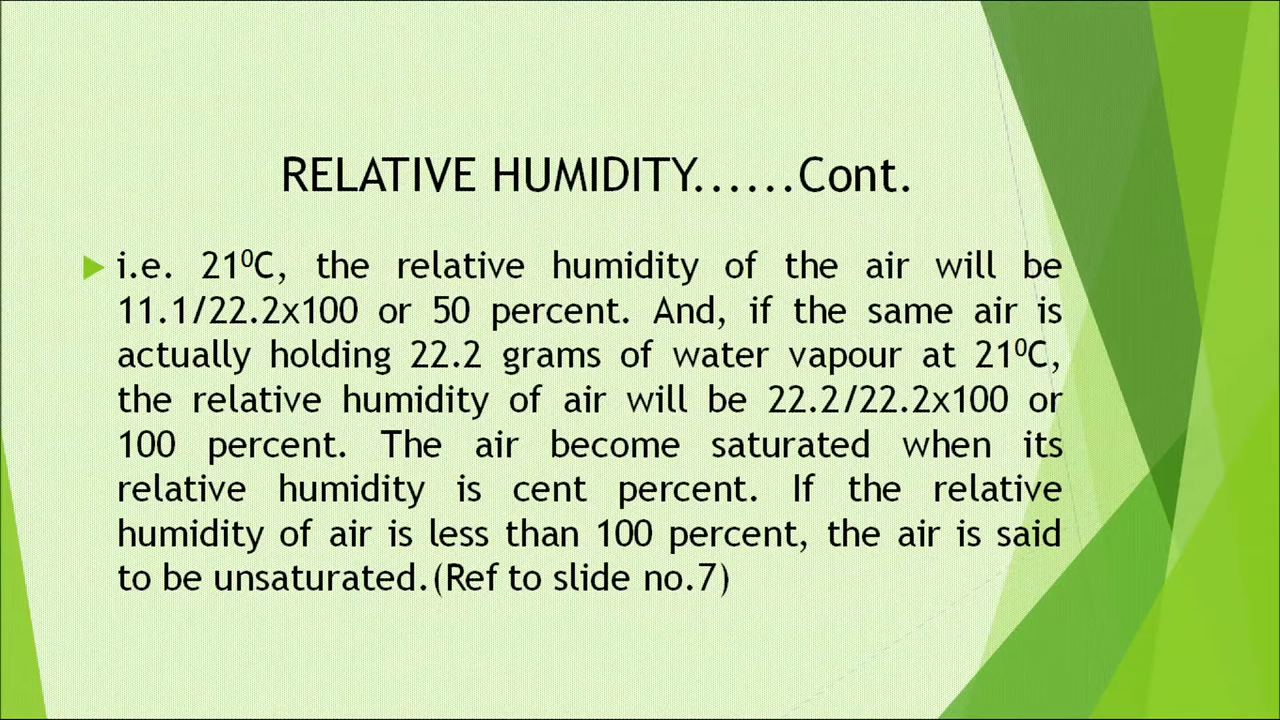 RELATIVE HUMIDITY......Cont.
i.e. 21⁰C, the relative humidity of the air will be
11.1/22.2x100 or 50 percent. And, if the same air is
actually holding 22.2 grams of water vapour at 21⁰C,
the relative humidity of air will be 22.2/22.2x100 or
100 percent. The air become saturated when its
relative humidity is cent percent. If the relative
humidity of air is less than 100 percent, the air is said
to be unsaturated.(Ref to slide no.7)